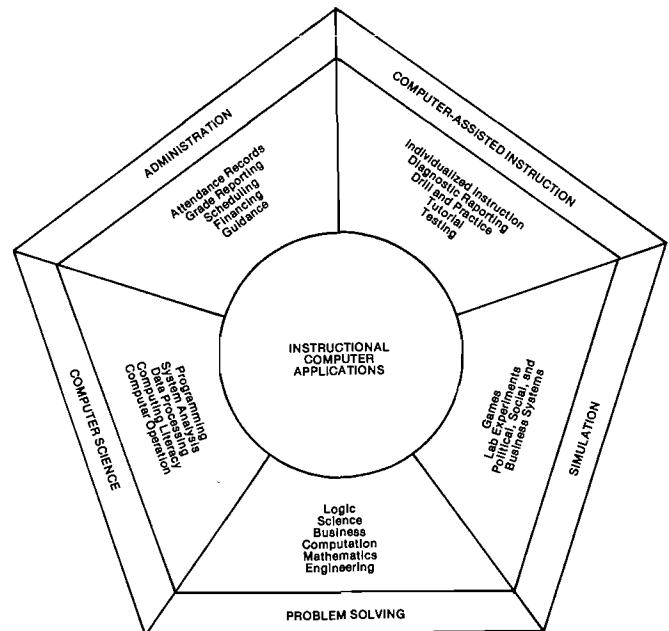 ADMINISTRATION
Attendance Records
Grade Reporting
Scheduling
Financing
Guidance
COMPUTER-ASSISTED INSTRUCTION
Individualized Instruction
Diagnostic Reporting
Drill and Practice
Tutorial
Testing
INSTRUCTIONAL
COMPUTER
APPLICATIONS
COMPUTER SCIENCE
Programming
System Analysis
Data Processing
Computing Literacy
Computer Operation
SIMULATION
Games
Lab Experiments
Political, Social, and
Business Systems
Logic
Science
Business
Computation
Mathematics
Engineering
PROBLEM SOLVING